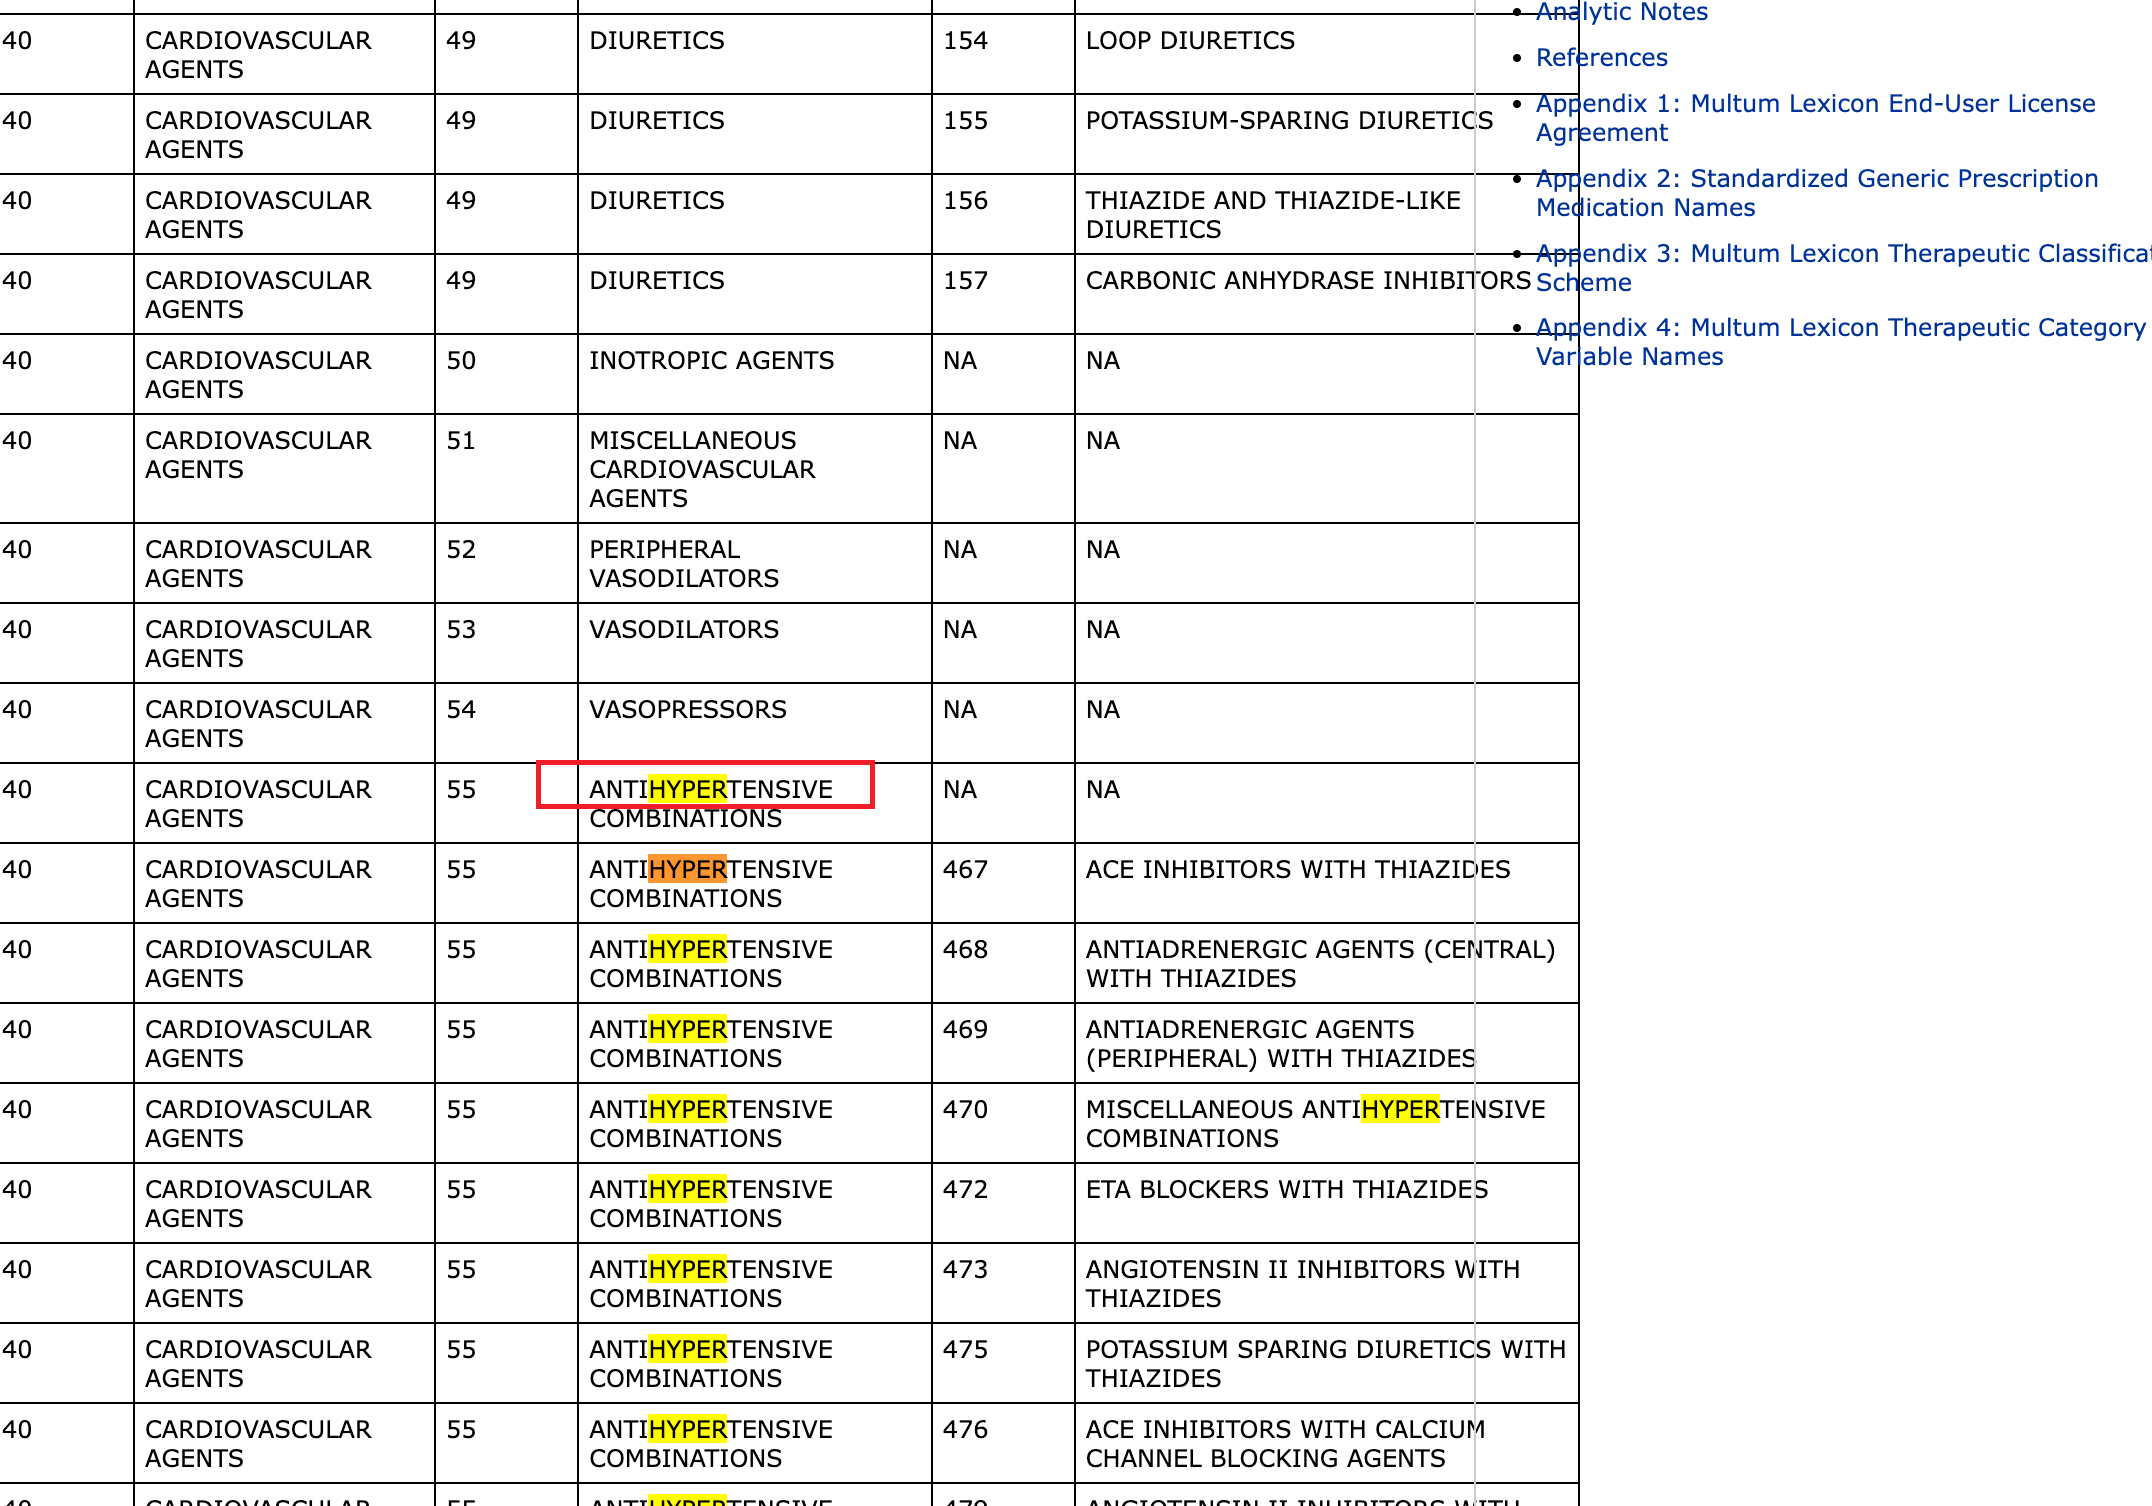 40 CARDIOVASCULAR 49 DIURETICS 154 LOOP DIURETICS
AGENTS
40 CARDIOVASCULAR 49 DIURETICS 155 POTASSIUM-SPARING DIURETICS
AGENTS
40 CARDIOVASCULAR 49 DIURETICS 156 THIAZIDE AND THIAZIDE-LIKE
AGENTS DIURETICS
40 CARDIOVASCULAR 49 DIURETICS 157 CARBONIC ANHYDRASE INHIBITORS
AGENTS
40 CARDIOVASCULAR 50 INOTROPIC AGENTS NA NA
AGENTS
40 CARDIOVASCULAR 51 MISCELLANEOUS NA NA
AGENTS CARDIOVASCULAR
AGENTS
40 CARDIOVASCULAR 52 PERIPHERAL NA NA
AGENTS VASODILATORS
40 CARDIOVASCULAR 53 VASODILATORS NA NA
AGENTS
40 CARDIOVASCULAR 54 VASOPRESSORS NA NA
AGENTS
40 CARDIOVASCULAR 55 ANTIHYPERTENSIVE NA NA
AGENTS COMBINATIONS
40 CARDIOVASCULAR 55 ANTIHYPERTENSIVE 467 ACE INHIBITORS WITH THIAZIDES
AGENTS COMBINATIONS
40 CARDIOVASCULAR 55 ANTIHYPERTENSIVE 468 ANTIADRENERGIC AGENTS (CENTRAL)
AGENTS COMBINATIONS WITH THIAZIDES
40 CARDIOVASCULAR 55 ANTIHYPERTENSIVE 469 ANTIADRENERGIC AGENTS
AGENTS COMBINATIONS (PERIPHERAL) WITH THIAZIDES
40 CARDIOVASCULAR 55 ANTIHYPERTENSIVE 470 MISCELLANEOUS ANTIHYPERTENSIVE
AGENTS COMBINATIONS COMBINATIONS
40 CARDIOVASCULAR 55 ANTIHYPERTENSIVE 472 ETA BLOCKERS WITH THIAZIDES
AGENTS COMBINATIONS
40 CARDIOVASCULAR 55 ANTIHYPERTENSIVE 473 ANGIOTENSIN II INHIBITORS WITH
AGENTS COMBINATIONS THIAZIDES
40 CARDIOVASCULAR 55 ANTIHYPERTENSIVE 475 POTASSIUM SPARING DIURETICS WITH
AGENTS COMBINATIONS THIAZIDES
40 CARDIOVASCULAR 55 ANTIHYPERTENSIVE 476 ACE INHIBITORS WITH CALCIUM
AGENTS COMBINATIONS CHANNEL BLOCKING AGENTS
40 CARDIOVASCULAR 55 ANTIHYPERTENSIVE ANGIOTENSIN II INHIBITORS WITH
Analytic Notes
References
Appendix 1: Multum Lexicon End-User License
Agreement
Appendix 2: Standardized Generic Prescription
Medication Names
Appendix 3: Multum Lexicon Therapeutic
Scheme
Appendix 4: Multum Lexicon Therapeutic Category
Variable Names